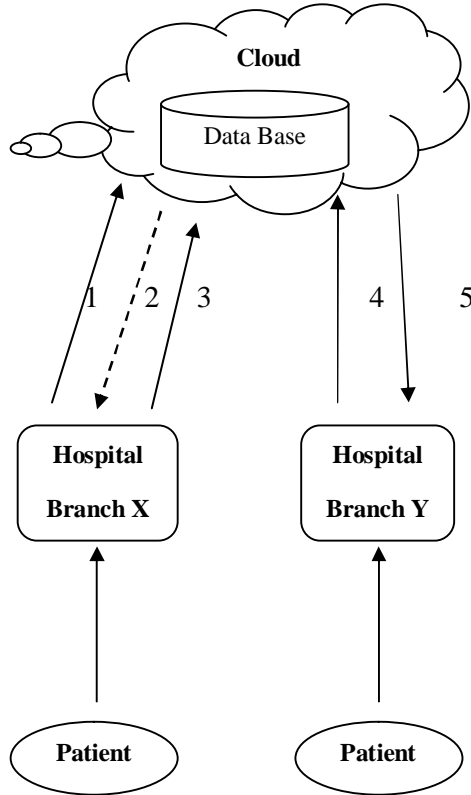 Cloud
Data Base
1 2 3 4 5
Hospital
Branch X
Hospital
Branch Y
Patient
Patient